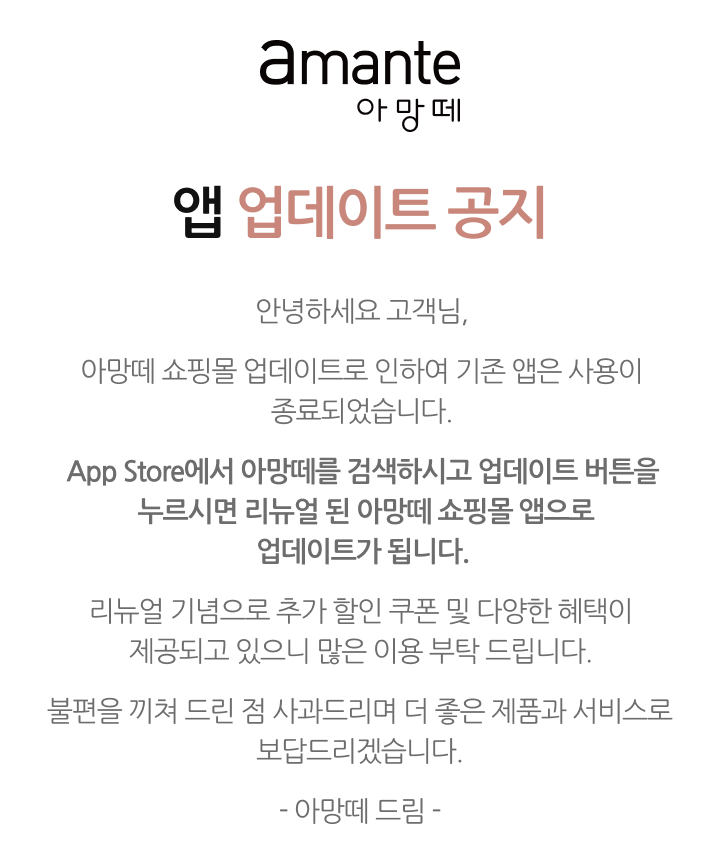 amante
아망떼
앱 업데이트 공지
안녕하세요 고객님,
아망떼 쇼핑몰 업데이트로 인하여 기존 앱은 사용이
종료되었습니다.
App Store에서 아망떼를 검색하시고 업데이트 버튼을
누르시면 리뉴얼 된 아망떼 쇼핑몰 앱으로
업데이트가 됩니다.
리뉴얼 기념으로 추가 할인 쿠폰 및 다양한 혜택이
제공되고 있으니 많은 이용 부탁 드립니다.
불편을 끼쳐 드린 점 사과드리며 더 좋은 제품과 서비스로
보답드리겠습니다.
- 아망떼 드림 -